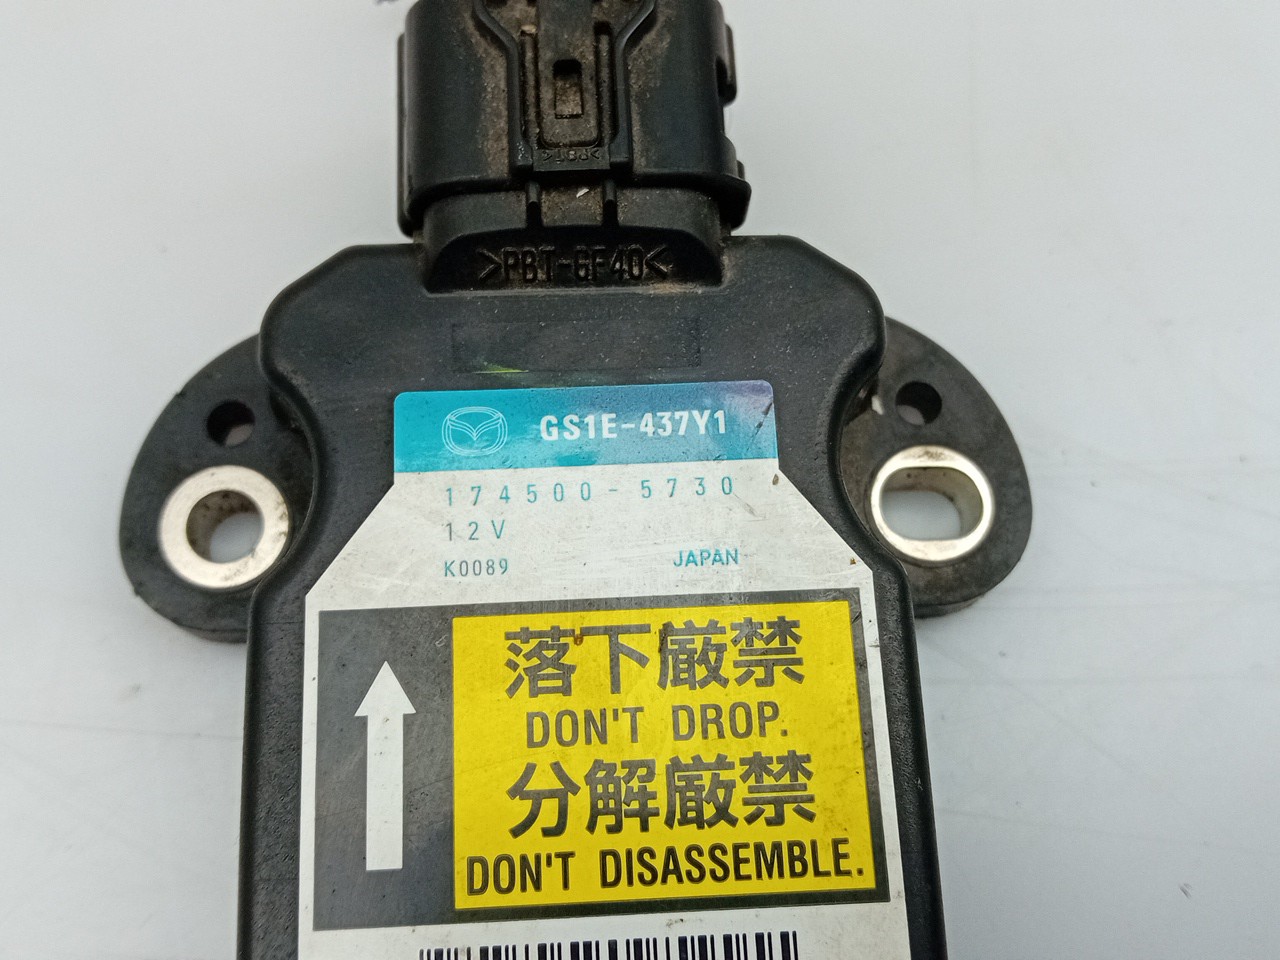 >PBT<
>PBT-GF40<
GS1E-437Y1
174500-5730
12V
K0089 JAPAN
落下厳禁
DON'T DROP.
分解厳禁
DON'T DISASSEMBLE.